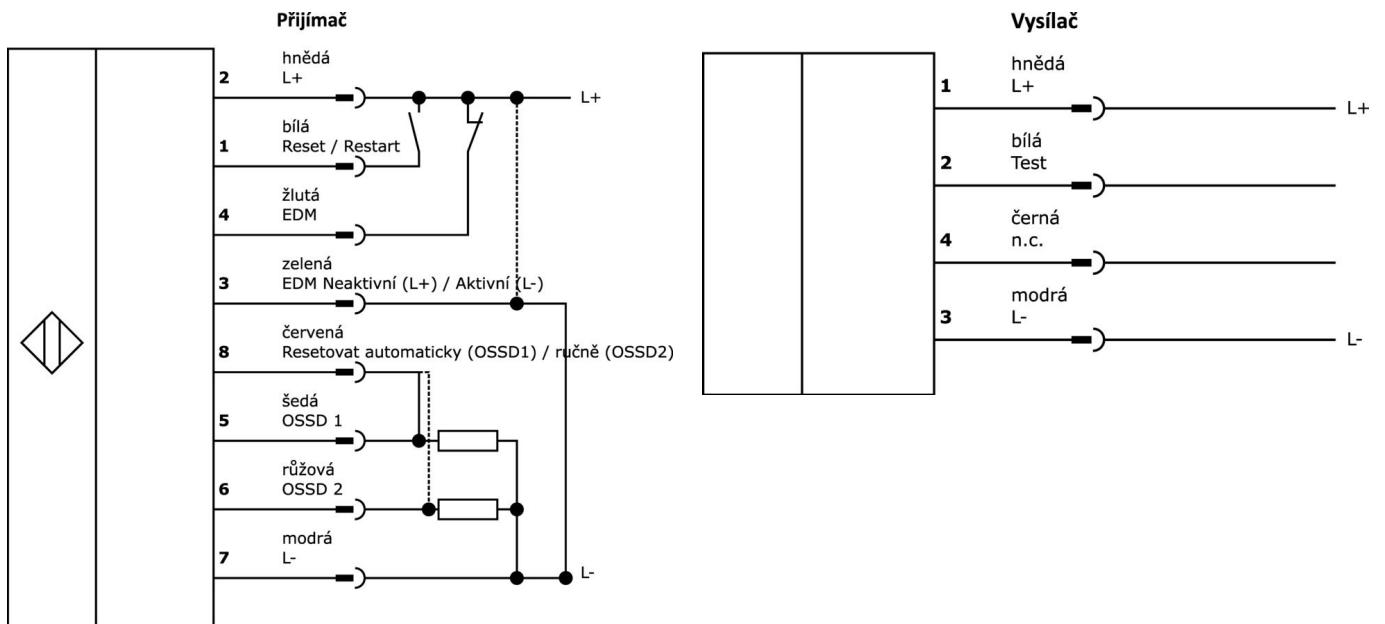 Přijímač
hnědá
2 L+
L+
bílá
1 Reset / Restart
žlutá
4 EDM
zelená
3 EDM Neaktivní (L+) / Aktivní (L-)
červená
8 Resetovat automaticky (OSSD1) / ručně (OSSD2)
šedá
5 OSSD 1
růžová
6 OSSD 2
modrá
7 L-
L-
Vysílač
hnědá
1 L+
L+
bílá
2 Test
černá
4 n.c.
modrá
3 L-
L-